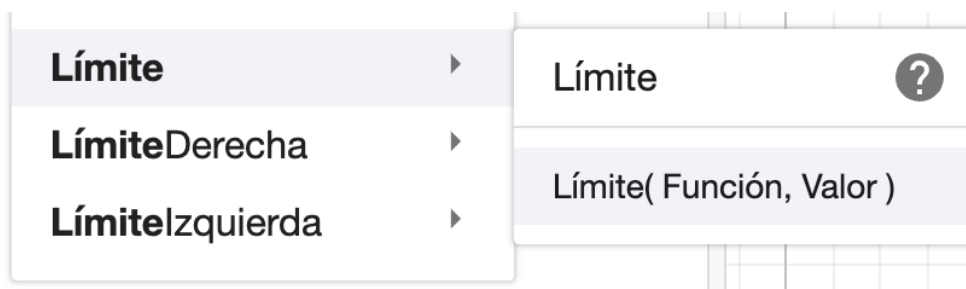 Límite
LímiteDerecha
LímiteIzquierda
Límite
?
Límite( Función, Valor )